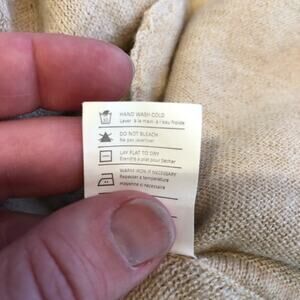 HAND WASH COLD
Laver à la main à l'eau froide
DO NOT BLEACH
Ne pas javelliser
LAY FLAT TO DRY
Étendre à plat pour sécher
WARM IRON IF NECESSARY
Repasser à température
moyenne si nécessaire